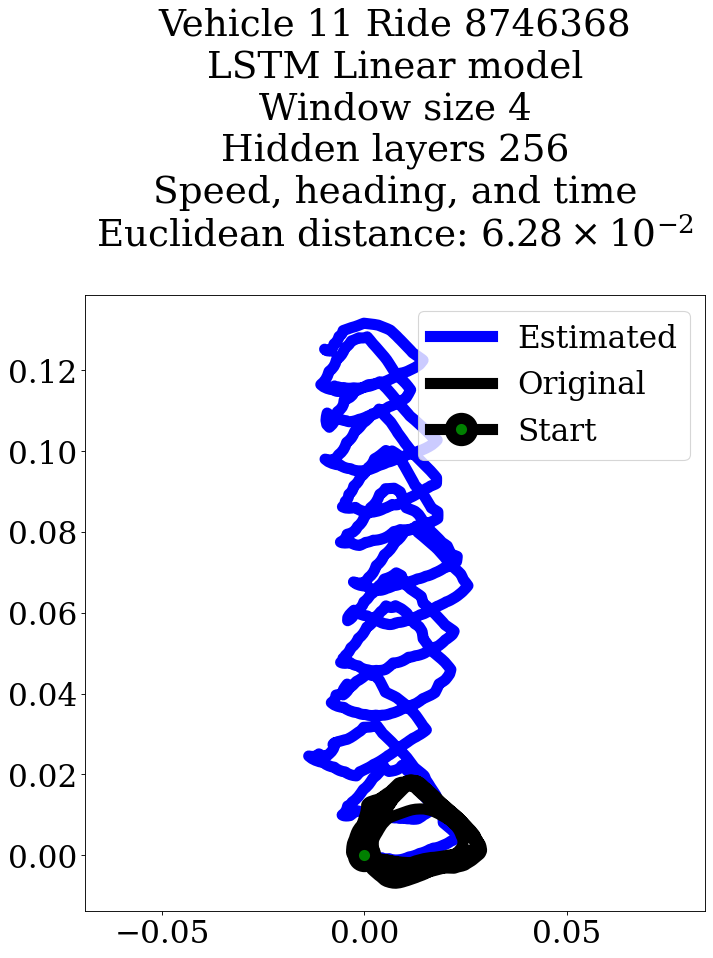 Vehicle 11 Ride 8746368
LSTM Linear model
Window size 4
Hidden layers 256
Speed, heading, and time
Euclidean distance: 6.28 × 10⁻²
Estimated
Original
Start
0.12
0.10
0.08
0.06
0.04
0.02
0.00
−0.05 0.00 0.05